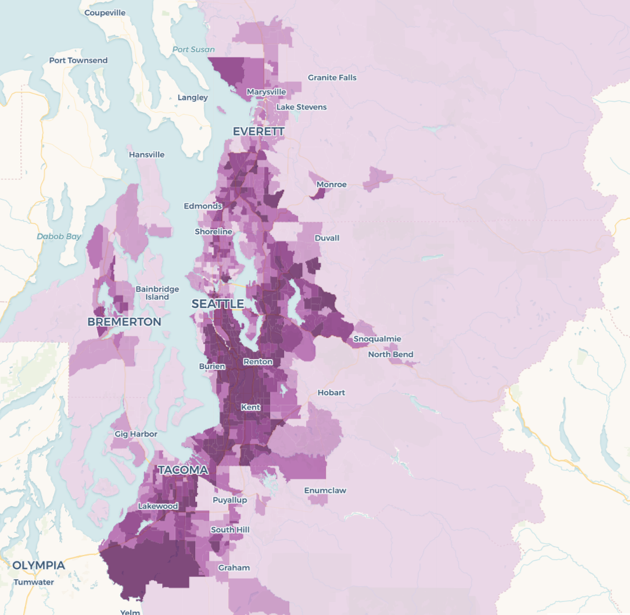 Coupeville
Port Susan
Port Townsend
Granite Falls
Marysville
Langley
Lake Stevens
EVERETT
Hansville
Monroe
Edmonds
Shoreline
Dabob Bay
Duvall
Bainbridge
Island
SEATTLE
BREMERTON
Snoqualmie
North Bend
Burien
Renton
Hobart
Kent
Gig Harbor
TACOMA
Enumclaw
Puyallup
Lakewood
South Hill
OLYMPIA
Graham
Tumwater
Yelm